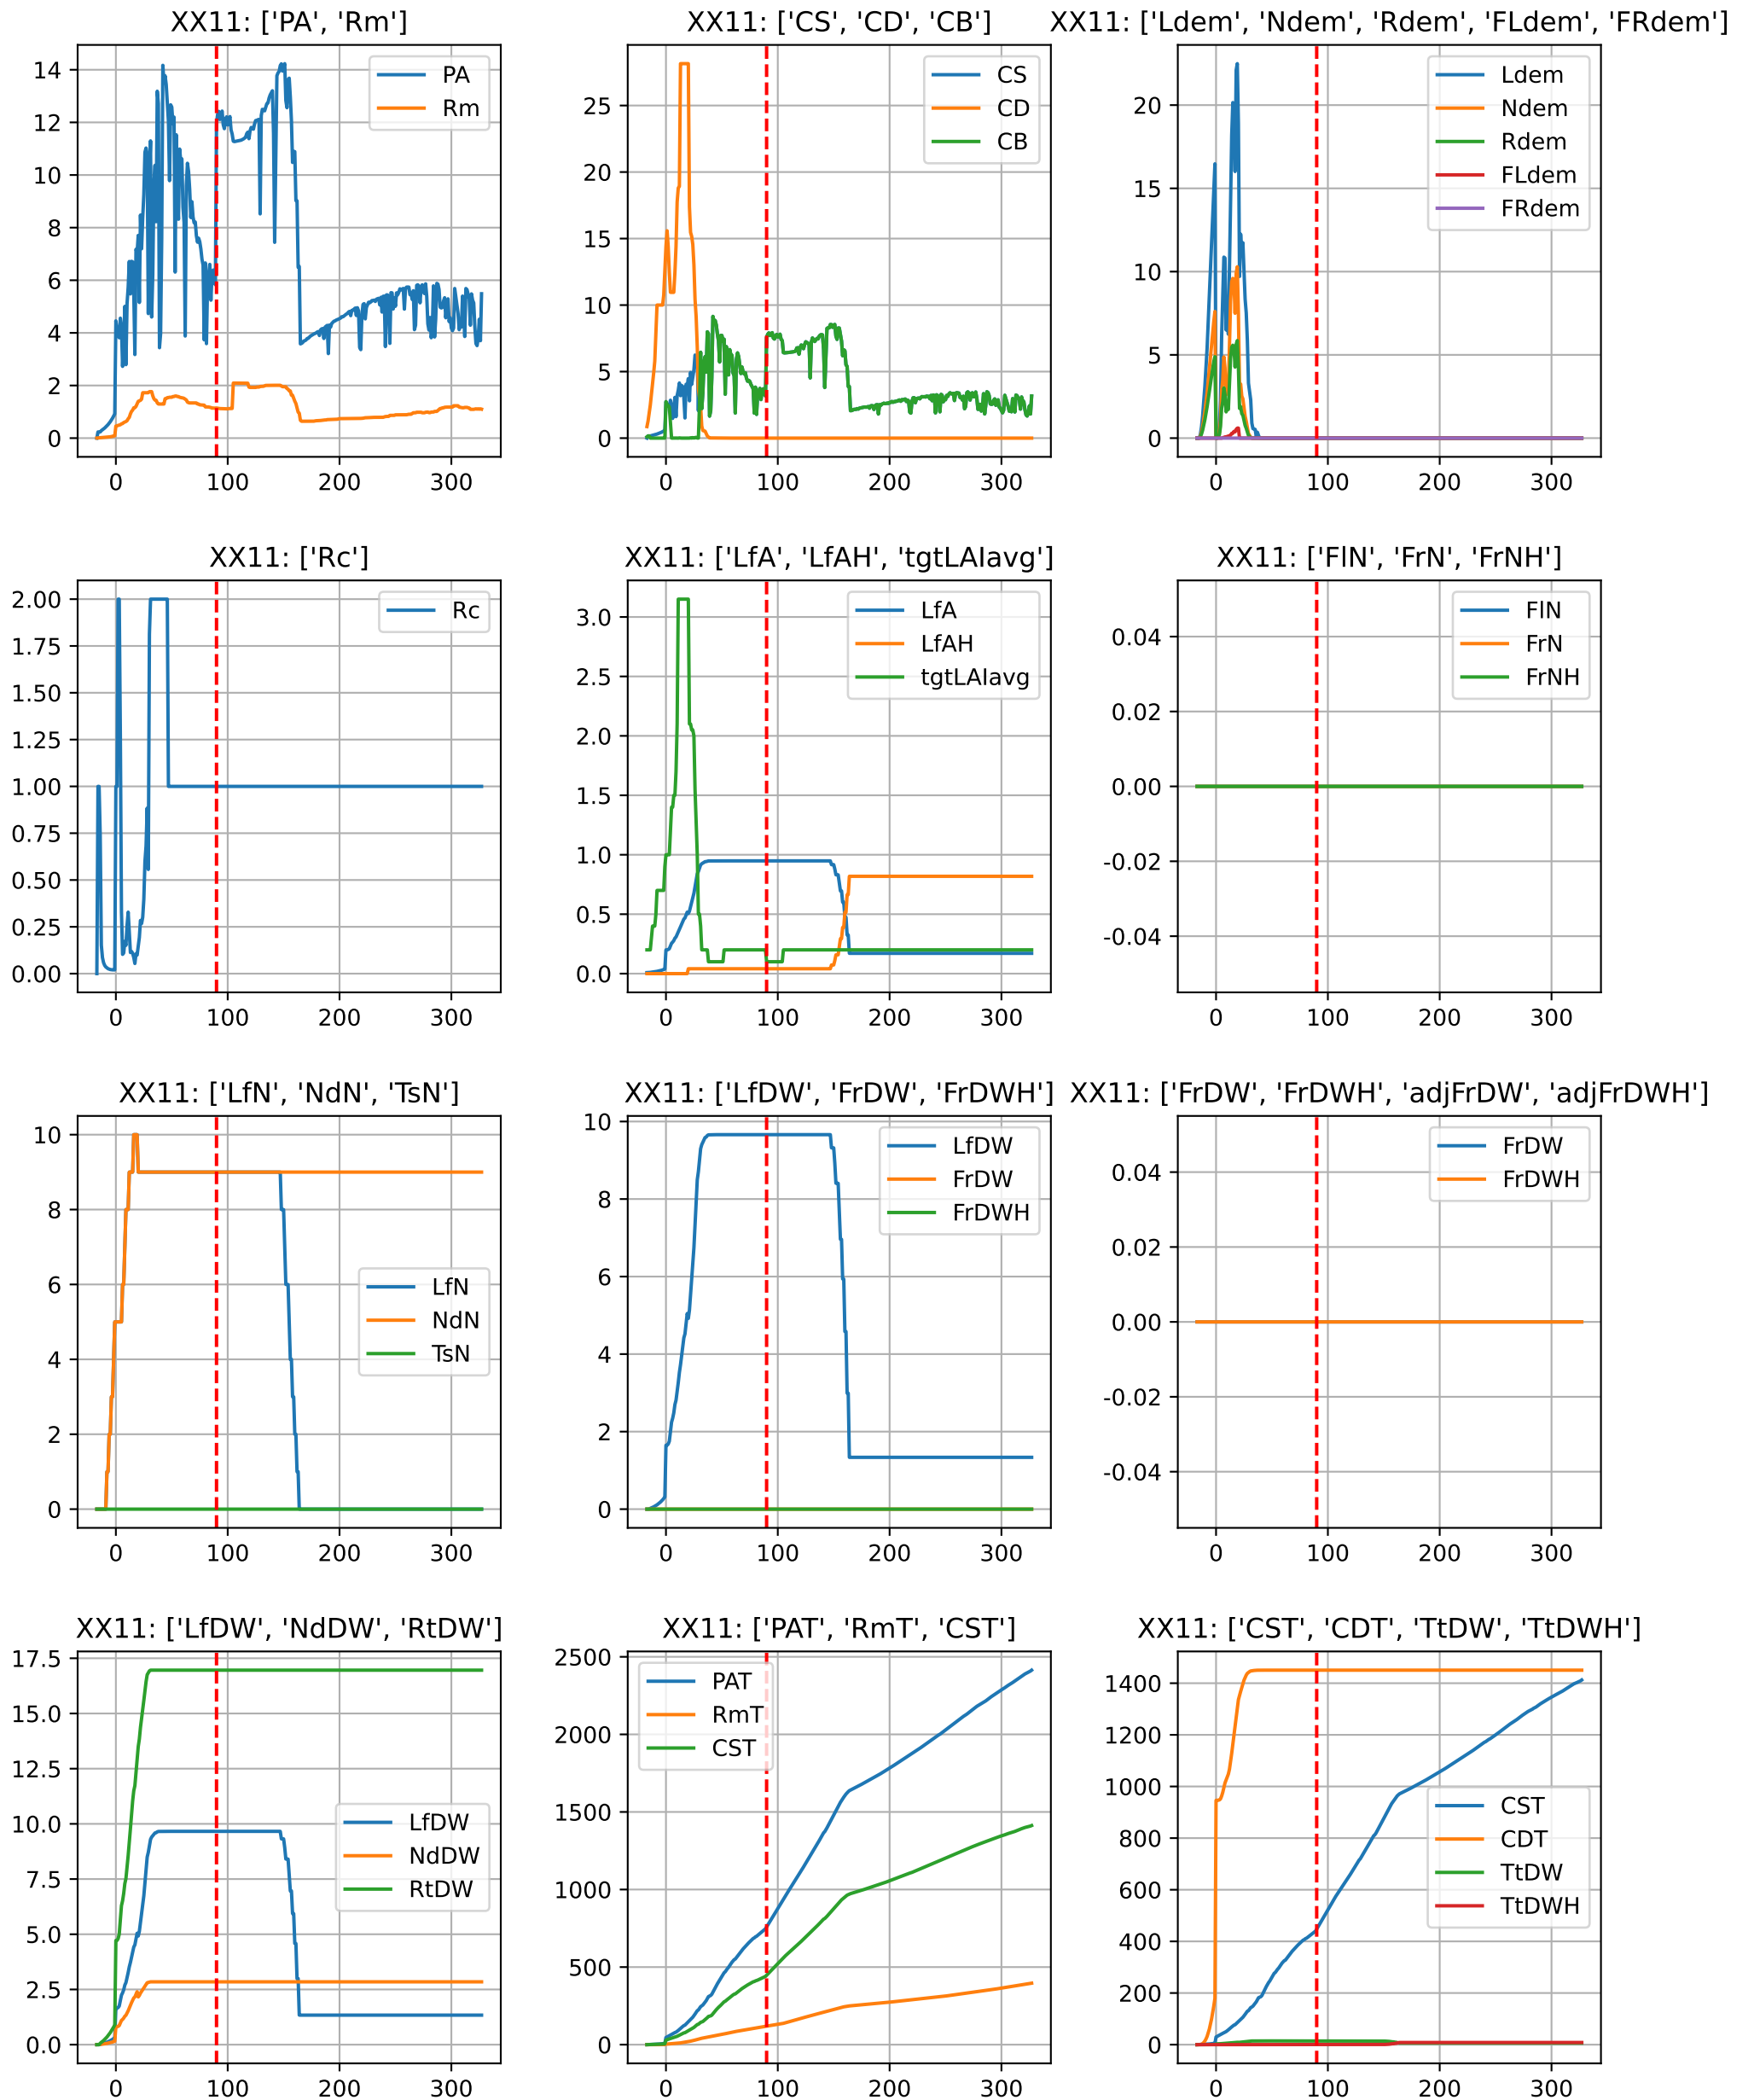 XX11: ['PA', 'Rm']
14
12
10
8
6
4
2
0
0 100 200 300
PA
Rm
XX11: ['CS', 'CD', 'CB']
25
20
15
10
5
0
0 100 200 300
CS
CD
CB
XX11: ['Ldem', 'Ndem', 'Rdem', 'FLdem', 'FRdem']
20
15
10
5
0
0 100 200 300
Ldem
Ndem
Rdem
FLdem
FRdem
XX11: ['Rc']
2.00
1.75
1.50
1.25
1.00
0.75
0.50
0.25
0.00
0 100 200 300
Rc
XX11: ['LfA', 'LfAH', 'tgtLAIavg']
3.0
2.5
2.0
1.5
1.0
0.5
0.0
0 100 200 300
LfA
LfAH
tgtLAIavg
XX11: ['FlN', 'FrN', 'FrNH']
0.04
0.02
0.00
-0.02
-0.04
0 100 200 300
FlN
FrN
FrNH
XX11: ['LfN', 'NdN', 'TsN']
10
8
6
4
2
0
0 100 200 300
LfN
NdN
TsN
XX11: ['LfDW', 'FrDW', 'FrDWH']
10
8
6
4
2
0
0 100 200 300
LfDW
FrDW
FrDWH
XX11: ['FrDW', 'FrDWH', 'adjFrDW', 'adjFrDWH']
0.04
0.02
0.00
-0.02
-0.04
0 100 200 300
FrDW
FrDWH
XX11: ['LfDW', 'NdDW', 'RtDW']
17.5
15.0
12.5
10.0
7.5
5.0
2.5
0.0
0 100 200 300
LfDW
NdDW
RtDW
XX11: ['PAT', 'RmT', 'CST']
2500
2000
1500
1000
500
0
0 100 200 300
PAT
RmT
CST
XX11: ['CST', 'CDT', 'TtDW', 'TtDWH']
1400
1200
1000
800
600
400
200
0
0 100 200 300
CST
CDT
TtDW
TtDWH